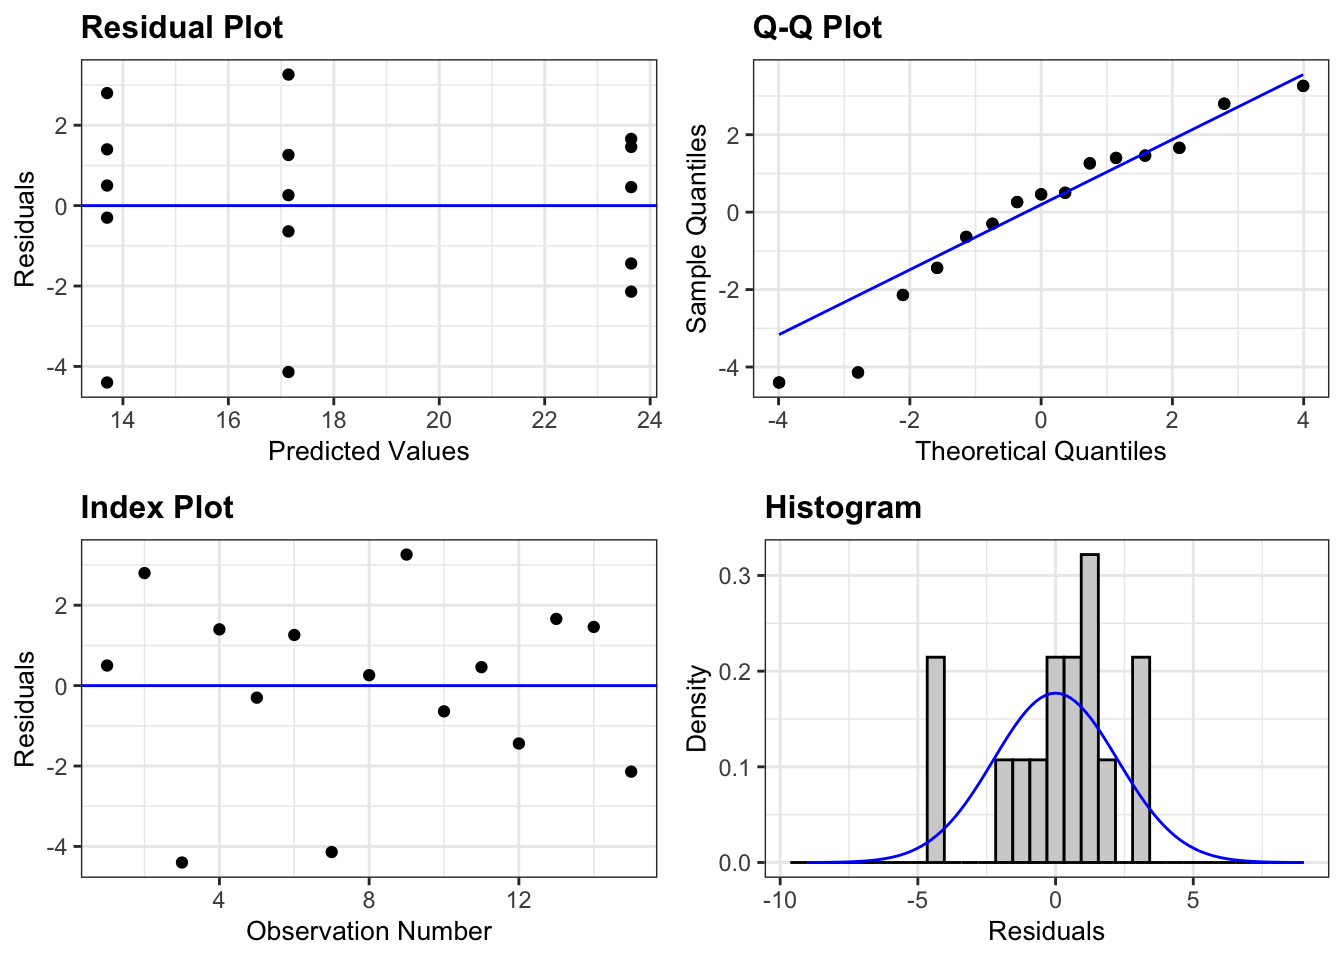 Residual Plot
Residuals
2
0
-2
-4
14 16 18 20 22 24
Predicted Values
Q-Q Plot
Sample Quantiles
2
0
-2
-4
-4 -2 0 2 4
Theoretical Quantiles
Index Plot
Residuals
2
0
-2
-4
4 8 12
Observation Number
Histogram
Density
0.3
0.2
0.1
0.0
-10 -5 0 5
Residuals